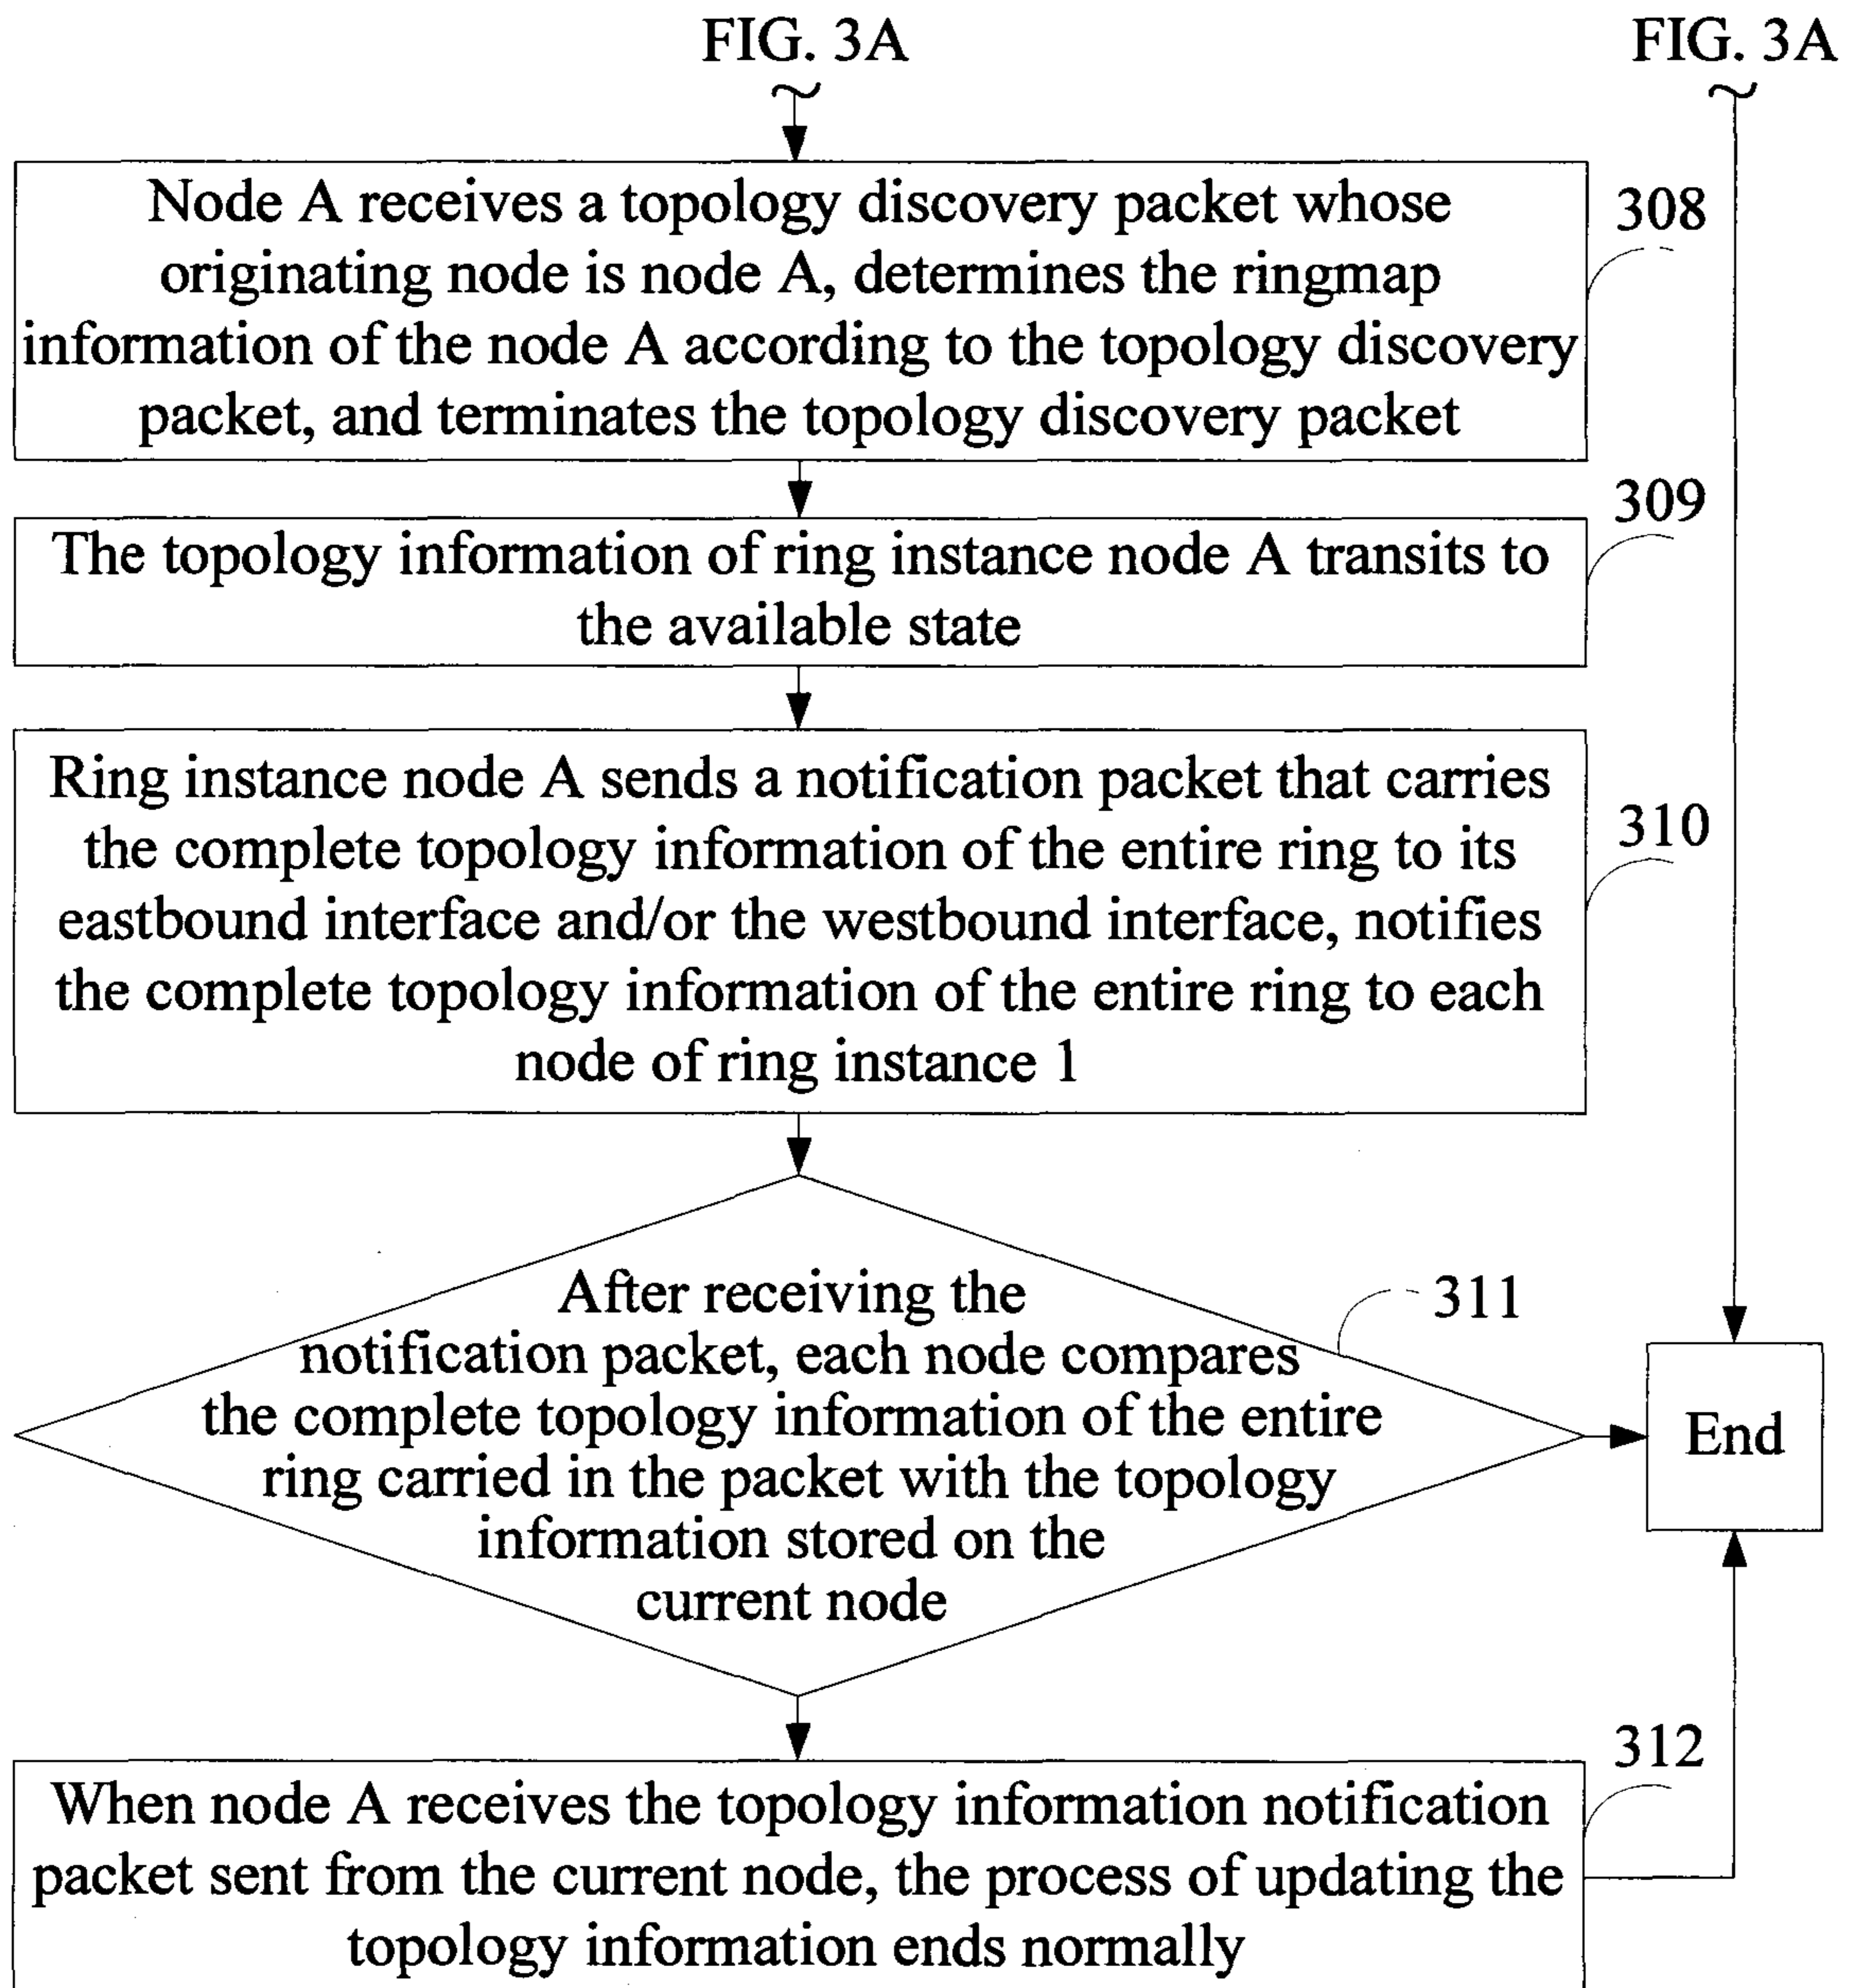 FIG. 3A
FIG. 3A
Node A receives a topology discovery packet whose
originating node is node A, determines the ringmap
information of the node A according to the topology discovery
packet, and terminates the topology discovery packet
308
The topology information of ring instance node A transits to
the available state
309
Ring instance node A sends a notification packet that carries
the complete topology information of the entire ring to its
eastbound interface and/or the westbound interface, notifies
the complete topology information of the entire ring to each
node of ring instance 1
310
After receiving the
notification packet, each node compares
the complete topology information of the entire
ring carried in the packet with the topology
information stored on the
current node
311
End
When node A receives the topology information notification
packet sent from the current node, the process of updating the
topology information ends normally
312